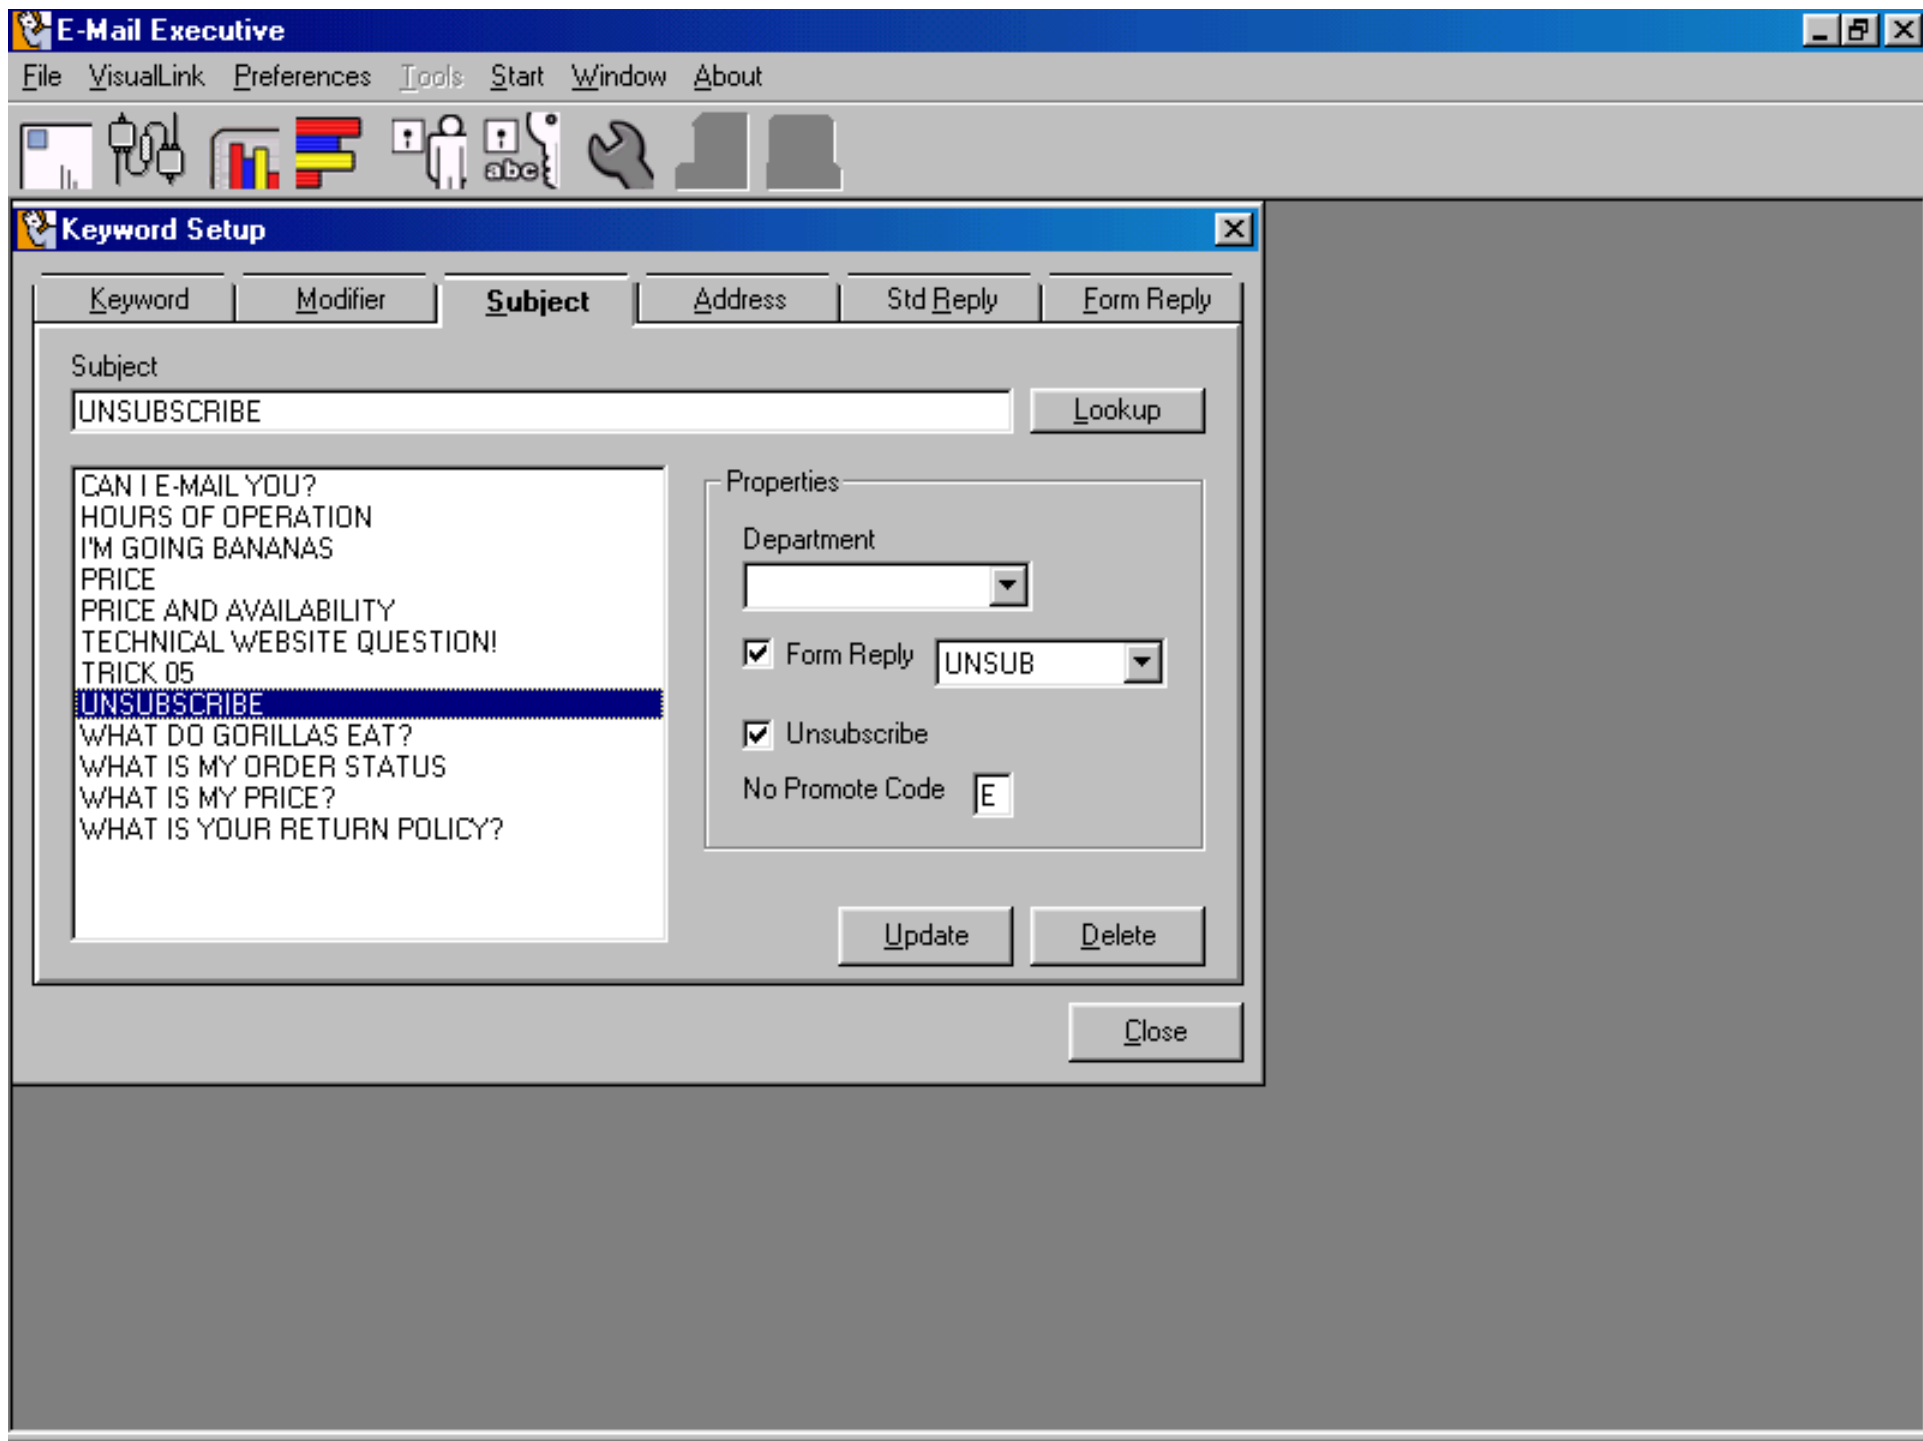 E-Mail Executive
File VisualLink Preferences Tools Start Window About
abc
Keyword Setup
Keyword Modifier Subject Address Std Reply Form Reply
Subject
UNSUBSCRIBE Lookup
CAN I E-MAIL YOU?
HOURS OF OPERATION
I'M GOING BANANAS
PRICE
PRICE AND AVAILABILITY
TECHNICAL WEBSITE QUESTION!
TRICK 05
UNSUBSCRIBE
WHAT DO GORILLAS EAT?
WHAT IS MY ORDER STATUS
WHAT IS MY PRICE?
WHAT IS YOUR RETURN POLICY?
Properties
Department
Form Reply UNSUB
Unsubscribe
No Promote Code E
Update Delete
Close